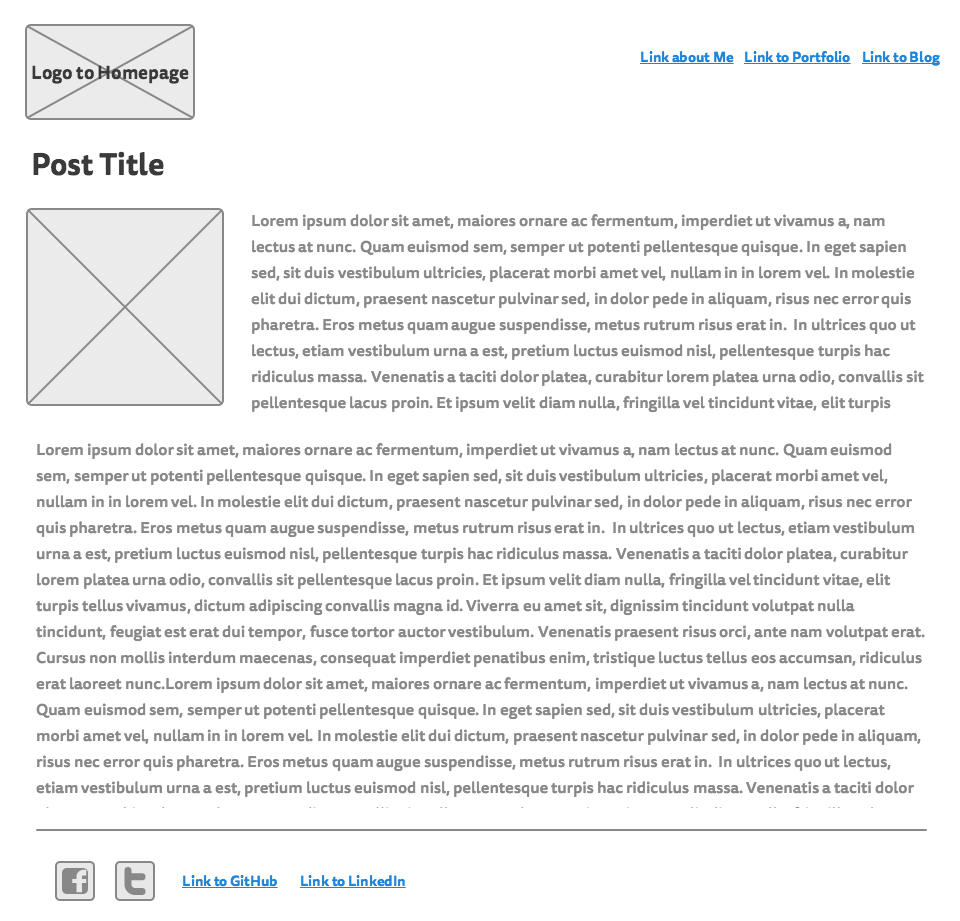 Logo to Homepage
Link about Me Link to Portfolio Link to Blog
Post Title
Lorem ipsum dolor sit amet, maiores ornare ac fermentum, imperdiet ut vivamus a, nam
lectus at nunc. Quam euismod sem, semper ut potenti pellentesque quisque. In eget sapien
sed, sit duis vestibulum ultricies, placerat morbi amet vel, nullam in in lorem vel. In molestie
elit dui dictum, praesent nascetur pulvinar sed, in dolor pede in aliquam, risus nec error quis
pharetra. Eros metus quam augue suspendisse, metus rutrum risus erat in.  In ultrices quo ut
lectus, etiam vestibulum urna a est, pretium luctus euismod nisl, pellentesque turpis hac
ridiculus massa. Venenatis a taciti dolor platea, curabitur lorem platea urna odio, convallis sit
pellentesque lacus proin. Et ipsum velit diam nulla, fringilla vel tincidunt vitae, elit turpis
Lorem ipsum dolor sit amet, maiores ornare ac fermentum, imperdiet ut vivamus a, nam lectus at nunc. Quam euismod
sem, semper ut potenti pellentesque quisque. In eget sapien sed, sit duis vestibulum ultricies, placerat morbi amet vel,
nullam in in lorem vel. In molestie elit dui dictum, praesent nascetur pulvinar sed, in dolor pede in aliquam, risus nec error
quis pharetra. Eros metus quam augue suspendisse, metus rutrum risus erat in.  In ultrices quo ut lectus, etiam vestibulum
urna a est, pretium luctus euismod nisl, pellentesque turpis hac ridiculus massa. Venenatis a taciti dolor platea, curabitur
lorem platea urna odio, convallis sit pellentesque lacus proin. Et ipsum velit diam nulla, fringilla vel tincidunt vitae, elit
turpis tellus vivamus, dictum adipiscing convallis magna id. Viverra eu amet sit, dignissim tincidunt volutpat nulla
tincidunt, feugiat est erat dui tempor, fusce tortor auctor vestibulum. Venenatis praesent risus orci, ante nam volutpat erat.
Cursus non mollis interdum maecenas, consequat imperdiet penatibus enim, tristique luctus tellus eos accumsan, ridiculus
erat laoreet nunc.Lorem ipsum dolor sit amet, maiores ornare ac fermentum, imperdiet ut vivamus a, nam lectus at nunc.
Quam euismod sem, semper ut potenti pellentesque quisque. In eget sapien sed, sit duis vestibulum ultricies, placerat
morbi amet vel, nullam in in lorem vel. In molestie elit dui dictum, praesent nascetur pulvinar sed, in dolor pede in aliquam,
risus nec error quis pharetra. Eros metus quam augue suspendisse, metus rutrum risus erat in.  In ultrices quo ut lectus,
etiam vestibulum urna a est, pretium luctus euismod nisl, pellentesque turpis hac ridiculus massa. Venenatis a taciti dolor
Link to GitHub Link to LinkedIn